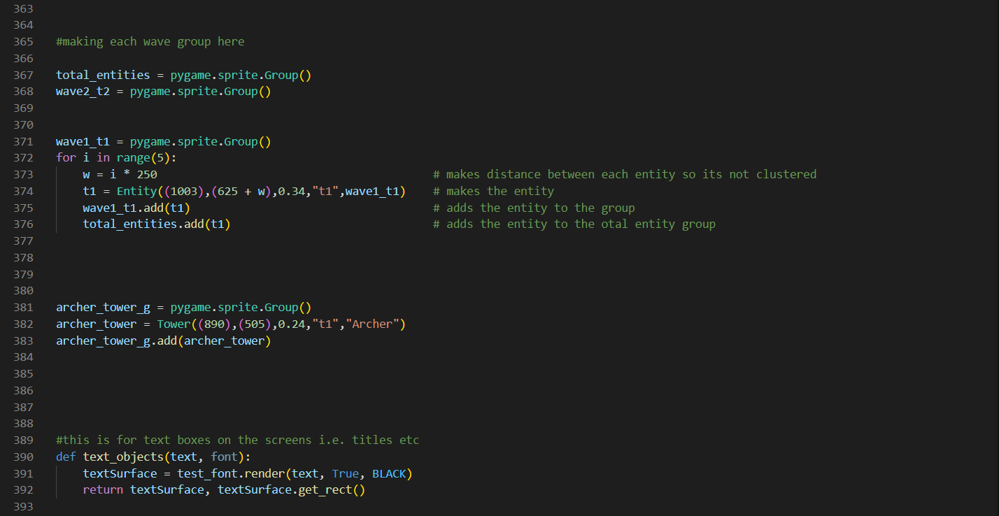 363
364
365 #making each wave group here
366
367 total_entities = pygame.sprite.Group()
368 wave2_t2 = pygame.sprite.Group()
369
370
371 wave1_t1 = pygame.sprite.Group()
372 for i in range(5):
373     w = i * 250 # makes distance between each entity so its not clustered
374     t1 = Entity((1003),(625 + w),0.34,"t1",wave1_t1) # makes the entity
375     wave1_t1.add(t1) # adds the entity to the group
376     total_entities.add(t1) # adds the entity to the otal entity group
377
378
379
380
381 archer_tower_g = pygame.sprite.Group()
382 archer_tower = Tower((890),(505),0.24,"t1","Archer")
383 archer_tower_g.add(archer_tower)
384
385
386
387
388
389 #this is for text boxes on the screens i.e. titles etc
390 def text_objects(text, font):
391     textSurface = test_font.render(text, True, BLACK)
392     return textSurface, textSurface.get_rect()
393